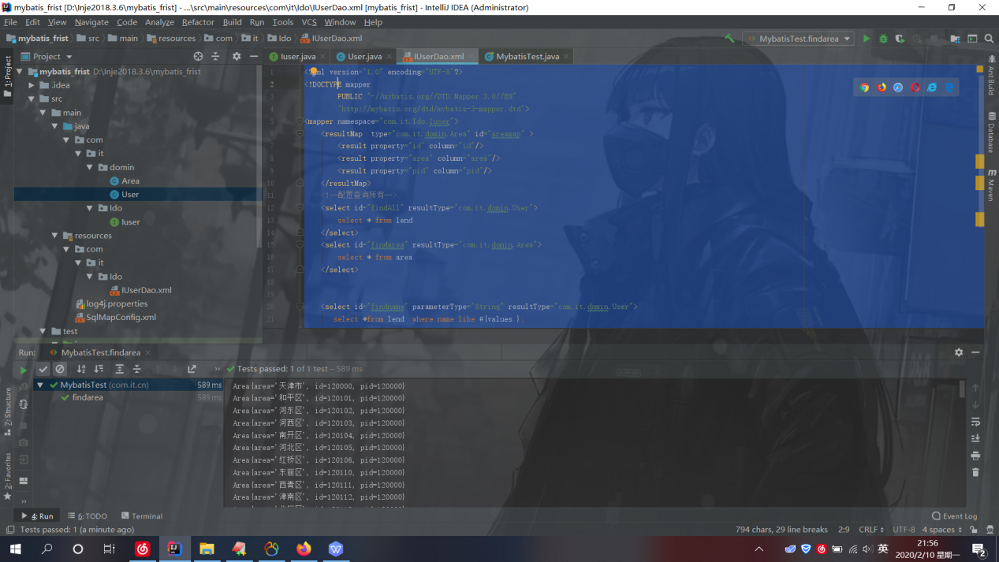 mybatis_frist [D:\Inje2018.3.6\mybatis_frist] - ...\src\main\resources\com\it\ldo\IUserDao.xml [mybatis_frist] - IntelliJ IDEA (Administrator)
File Edit View Navigate Code Analyze Refactor Build Run Tools VCS Window Help
mybatis_frist src main resources com it ldo IUserDao.xml MybatisTest.findarea
Project Iuser.java User.java IUserDao.xml MybatisTest.java
1: Project
Ant Build
Database
Maven
mybatis_frist D:\Inje2018.3.6\mybatis_frist
.idea
src
main
java
com
it
domin
Area
User
ldo
Iuser
resources
com
it
ldo
IUserDao.xml
log4j.properties
SqlMapConfig.xml
test
1 <?xml version="1.0" encoding="UTF-8"?>
2 <!DOCTYPE mapper
3 PUBLIC "-//mybatis.org//DTD Mapper 3.0//EN"
4 "http://mybatis.org/dtd/mybatis-3-mapper.dtd">
5 <mapper namespace="com.it.ldo.Iuser">
6 <resultMap type="com.it.domin.Area" id="areamap" >
7 <result property="id" column="id"/>
8 <result property="area" column="area"/>
9 <result property="pid" column="pid"/>
10 </resultMap>
11 <!--配置查询所有-->
12 <select id="findAll" resultType="com.it.domin.User">
13 select * from lend
14 </select>
15 <select id="findarea" resultType="com.it.domin.Area">
16 select * from area
17 </select>
18
19
20 <select id="findname" parameterType="String" resultType="com.it.domin.User">
21 select *from lend where name like #{values };
Run: MybatisTest.findarea
Tests passed: 1 of 1 test – 589 ms
MybatisTest (com.it.cn) 589 ms
findarea 589 ms
Area{area='天津市', id=120000, pid=120000}
Area{area='和平区', id=120101, pid=120000}
Area{area='河东区', id=120102, pid=120000}
Area{area='河西区', id=120103, pid=120000}
Area{area='南开区', id=120104, pid=120000}
Area{area='河北区', id=120105, pid=120000}
Area{area='红桥区', id=120106, pid=120000}
Area{area='东丽区', id=120110, pid=120000}
Area{area='西青区', id=120111, pid=120000}
Area{area='津南区', id=120112, pid=120000}
Z: Structure
2: Favorites
4: Run 6: TODO Terminal Event Log
Tests passed: 1 (a minute ago) 794 chars, 29 line breaks 2:9 CRLF UTF-8 4 spaces
英 21:56
2020/2/10 星期一 2